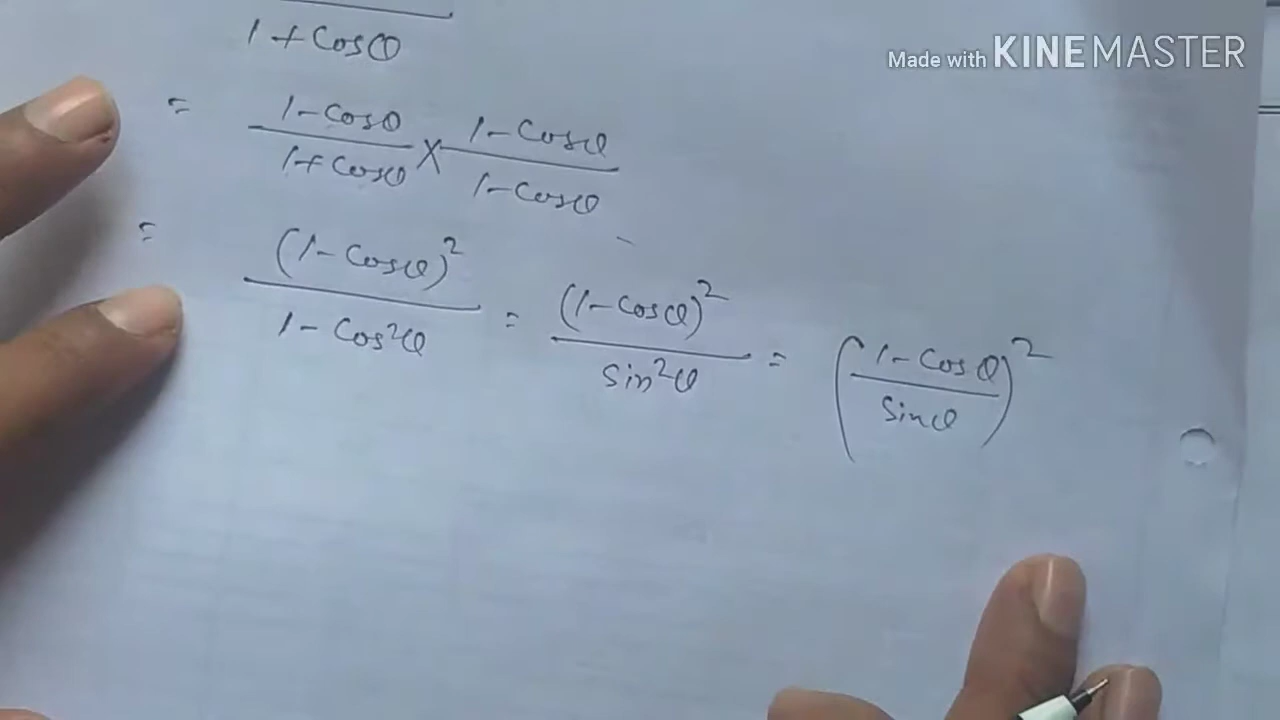 Made with KINEMASTER
1+Cosθ
= 1-Cosθ/1+Cosθ × 1-Cosθ/1-Cosθ
= (1-Cosθ)²/1-Cos²θ = (1-Cosθ)²/Sin²θ = (1-Cosθ/Sinθ)²